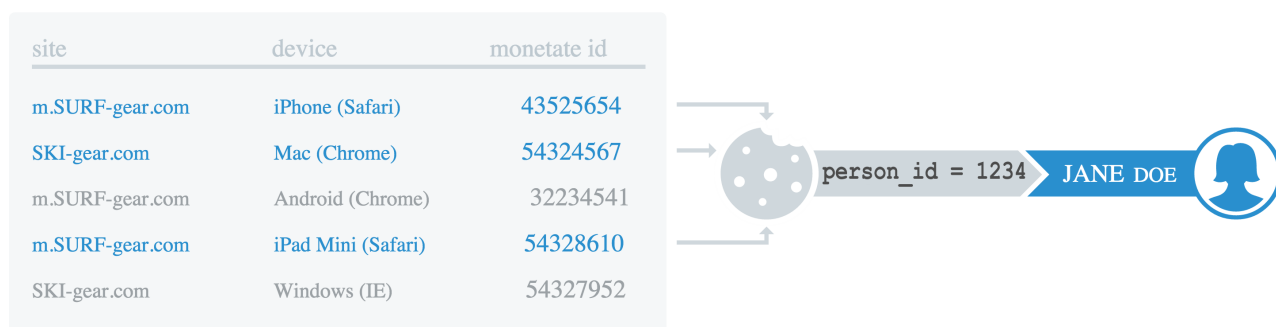 site device monetate id
m.SURF-gear.com iPhone (Safari) 43525654
SKI-gear.com Mac (Chrome) 54324567
m.SURF-gear.com Android (Chrome) 32234541
m.SURF-gear.com iPad Mini (Safari) 54328610
SKI-gear.com Windows (IE) 54327952
person_id = 1234
JANE DOE